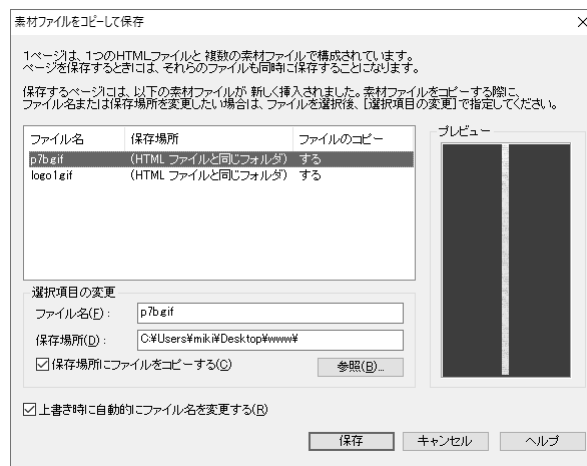 素材ファイルをコピーして保存
1ページは、1つのHTMLファイルと 複数の素材ファイルで構成されています。
ページを保存するときには、それらのファイルも同時に保存することになります。
保存するページには、以下の素材ファイルが 新しく挿入されました。素材ファイルをコピーする際に、
ファイル名または保存場所を変更したい場合は、ファイルを選択後、[選択項目の変更]で指定してください。
ファイル名 保存場所 ファイルのコピー
p7b.gif (HTML ファイルと同じフォルダ) する
logo1.gif (HTML ファイルと同じフォルダ) する
プレビュー
選択項目の変更
ファイル名(F): p7b.gif
保存場所(D): C:¥Users¥miki¥Desktop¥www¥
保存場所にファイルをコピーする(C) 参照(B)...
上書き時に自動的にファイル名を変更する(R)
保存 キャンセル ヘルプ